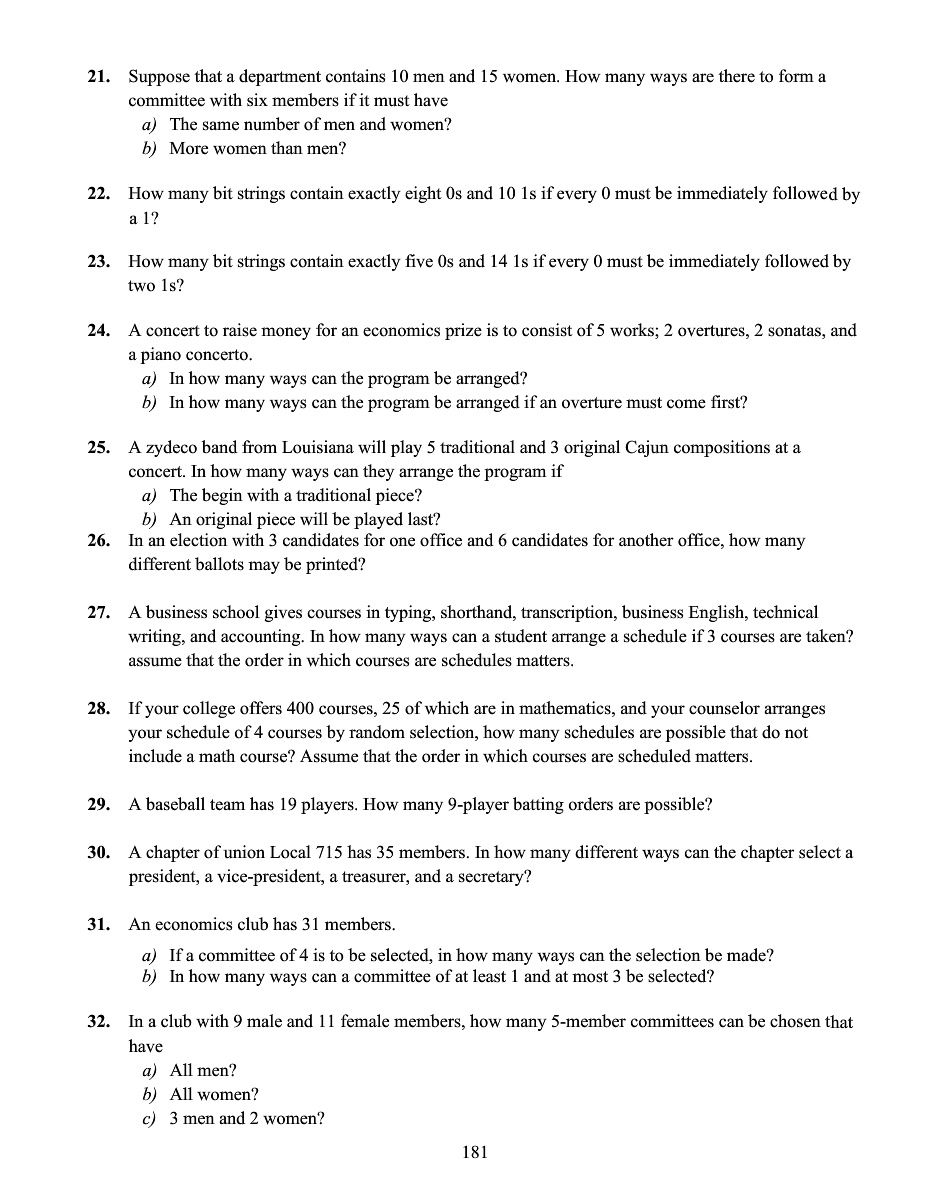 21. Suppose that a department contains 10 men and 15 women. How many ways are there to form a
committee with six members if it must have
a) The same number of men and women?
b) More women than men?
22. How many bit strings contain exactly eight 0s and 10 1s if every 0 must be immediately followed by
a 1?
23. How many bit strings contain exactly five 0s and 14 1s if every 0 must be immediately followed by
two 1s?
24. A concert to raise money for an economics prize is to consist of 5 works; 2 overtures, 2 sonatas, and
a piano concerto.
a) In how many ways can the program be arranged?
b) In how many ways can the program be arranged if an overture must come first?
25. A zydeco band from Louisiana will play 5 traditional and 3 original Cajun compositions at a
concert. In how many ways can they arrange the program if
a) The begin with a traditional piece?
b) An original piece will be played last?
26. In an election with 3 candidates for one office and 6 candidates for another office, how many
different ballots may be printed?
27. A business school gives courses in typing, shorthand, transcription, business English, technical
writing, and accounting. In how many ways can a student arrange a schedule if 3 courses are taken?
assume that the order in which courses are schedules matters.
28. If your college offers 400 courses, 25 of which are in mathematics, and your counselor arranges
your schedule of 4 courses by random selection, how many schedules are possible that do not
include a math course? Assume that the order in which courses are scheduled matters.
29. A baseball team has 19 players. How many 9-player batting orders are possible?
30. A chapter of union Local 715 has 35 members. In how many different ways can the chapter select a
president, a vice-president, a treasurer, and a secretary?
31. An economics club has 31 members.
a) If a committee of 4 is to be selected, in how many ways can the selection be made?
b) In how many ways can a committee of at least 1 and at most 3 be selected?
32. In a club with 9 male and 11 female members, how many 5-member committees can be chosen that
have
a) All men?
b) All women?
c) 3 men and 2 women?
181